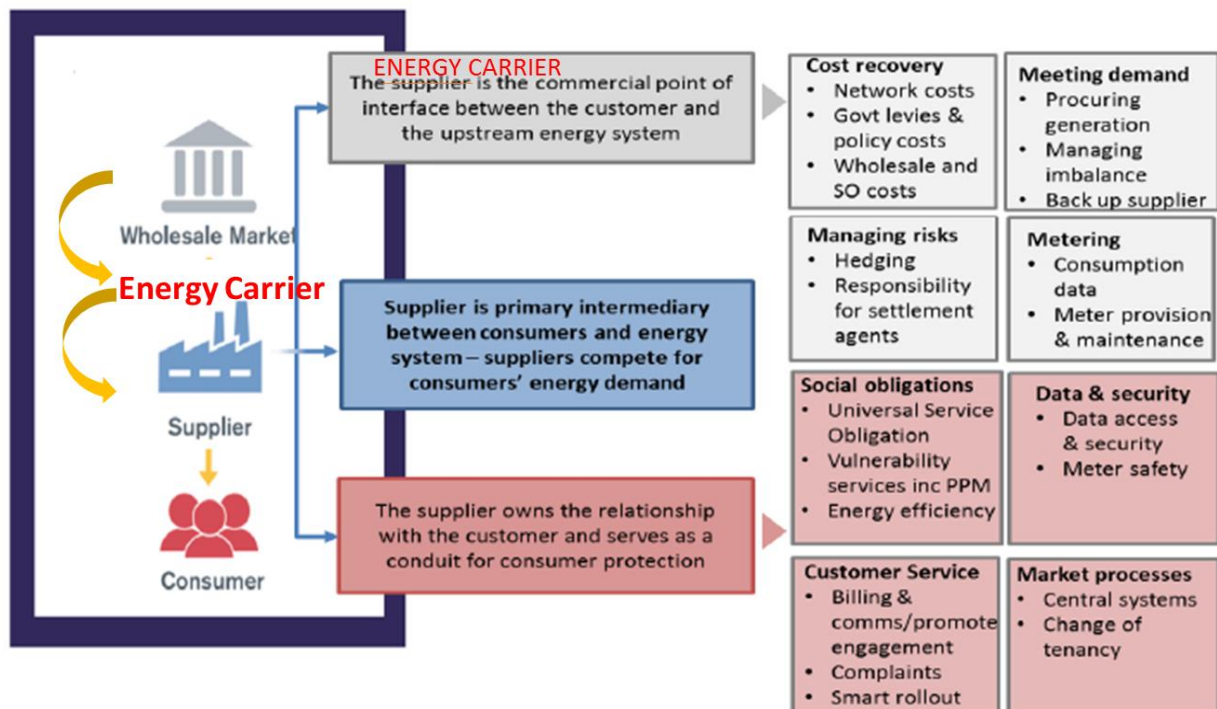 Wholesale Market
Energy Carrier
Supplier
Consumer
ENERGY CARRIER
The supplier is the commercial point of
interface between the customer and
the upstream energy system
Supplier is primary intermediary
between consumers and energy
system – suppliers compete for
consumers' energy demand
The supplier owns the relationship
with the customer and serves as a
conduit for consumer protection
Cost recovery
• Network costs
• Govt levies &
policy costs
• Wholesale and
SO costs
Meeting demand
• Procuring
generation
• Managing
imbalance
• Back up supplier
Managing risks
• Hedging
• Responsibility
for settlement
agents
Metering
• Consumption
data
• Meter provision
& maintenance
Social obligations
• Universal Service
Obligation
• Vulnerability
services inc PPM
• Energy efficiency
Data & security
• Data access
& security
• Meter safety
Customer Service
• Billing &
comms/promote
engagement
• Complaints
• Smart rollout
Market processes
• Central systems
• Change of
tenancy